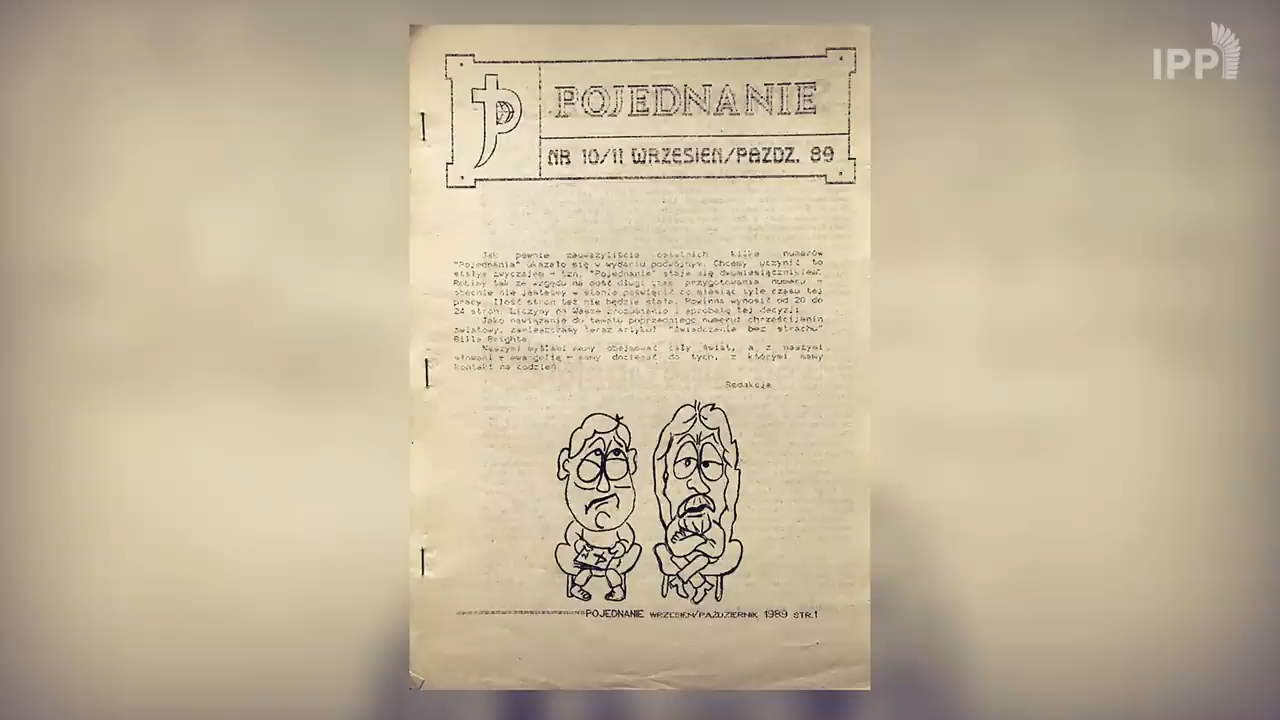 IPP
POJEDNANIE
NR 10/11 WRZESIEŃ/PAŹDZ. 89
Jak pewnie zauważyliście ostatnich kilka numerów
"Pojednania" ukazało się w wydaniu podwójnym. Chcemy uczynić to
stałym zwyczajem - tzn. "Pojednanie" staje się dwumiesięcznikiem.
Robimy tak ze względu na dość długi czas przygotowania numeru -
obecnie nie jesteśmy w stanie poświęcić co miesiąc tyle czasu tej
pracy. Ilość stron też nie będzie stała. Powinna wynosić od 20 do
24 stron. Liczymy na Wasze zrozumienie i aprobatę tej decyzji.
Jako nawiązanie do tematu poprzedniego numeru: chrześcijanin
światowy, zamieszczamy teraz artykuł "Świadczenie bez strachu"
Billa Brighta.
Naszymi myślami mamy obejmować cały świat, a z naszymi
słowami - ewangelią - mamy docierać do tych, z którymi mamy
kontakt na codzień.
Redakcja
POJEDNANIE WRZESIEŃ/PAŹDZIERNIK 1989 STR.1